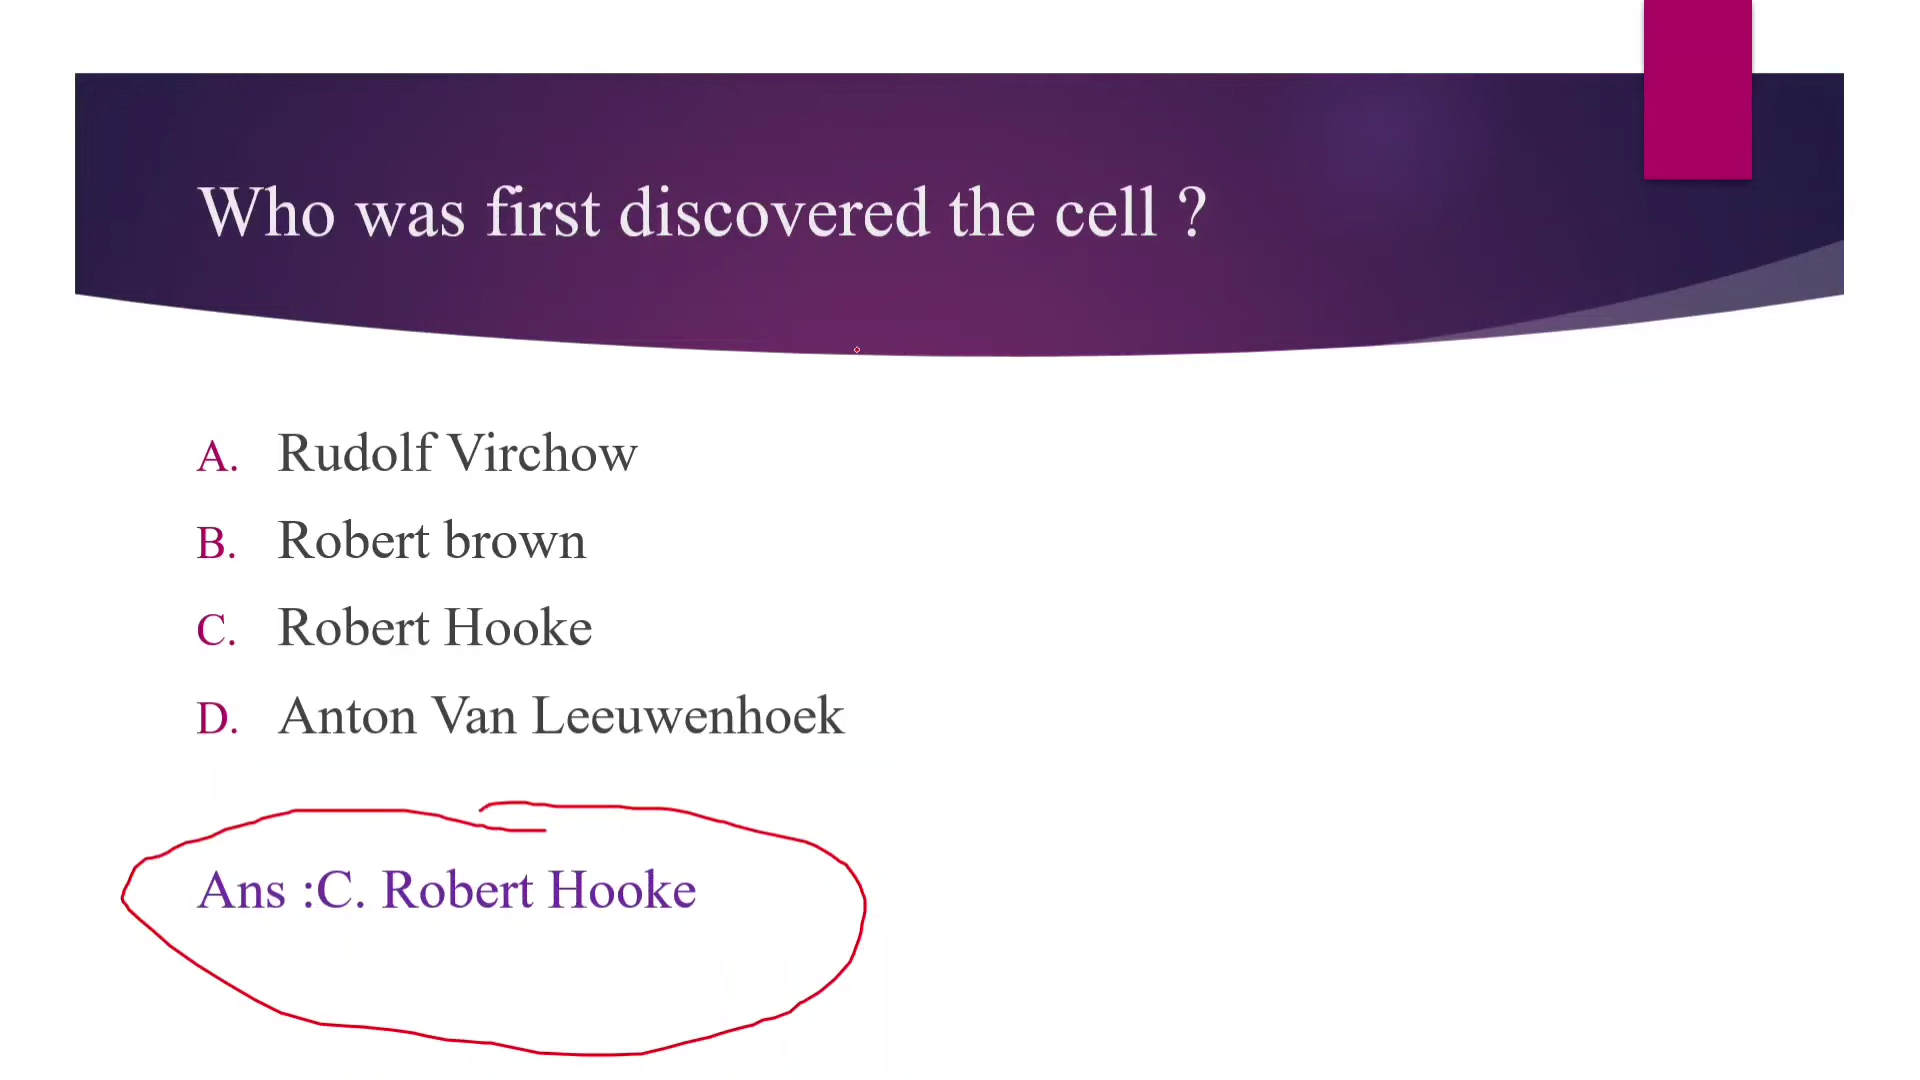 Who was first discovered the cell ?
A. Rudolf Virchow
B. Robert brown
C. Robert Hooke
D. Anton Van Leeuwenhoek
Ans :C. Robert Hooke